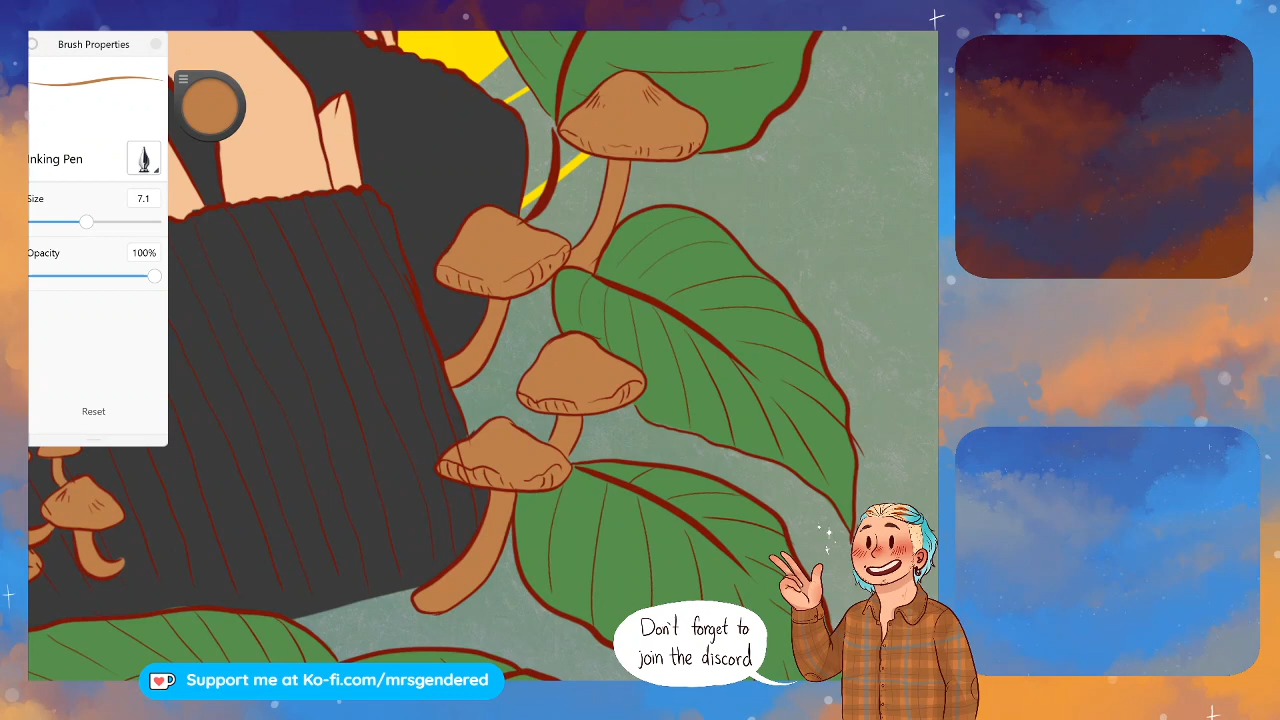 Brush Properties
Inking Pen
Size
7.1
Opacity
100%
Reset
Don't forget to
join the discord
Support me at Ko-fi.com/mrsgendered